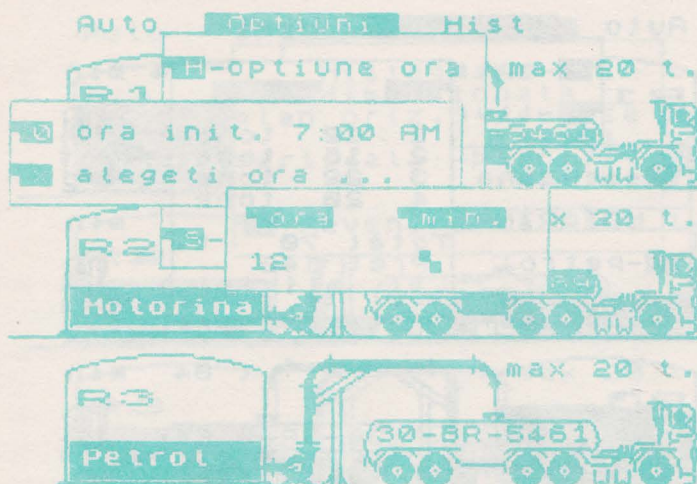 Auto Optiuni Hist
H-optiune ora max 20 t.
R1
0 ora init. 7:00 AM
x alegeti ora ...
ora min. x 20 t.
R2 S-
12
Motorina
max 20 t.
R3
30-BR-5461
Petrol